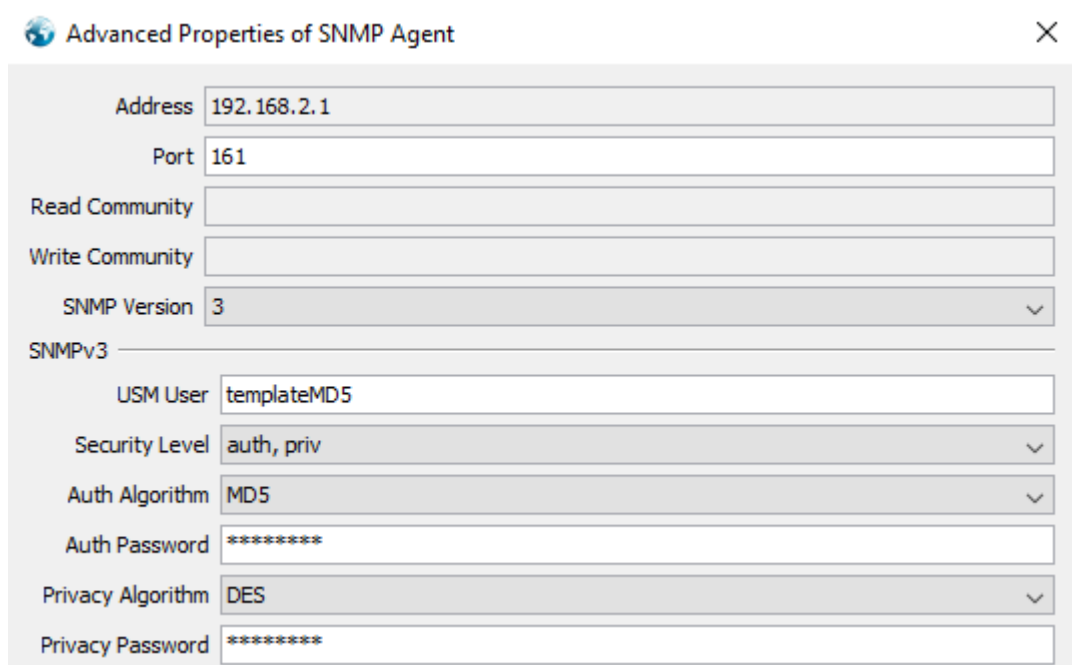 Advanced Properties of SNMP Agent
Address 192.168.2.1
Port 161
Read Community
Write Community
SNMP Version 3
SNMPv3
USM User templateMD5
Security Level auth, priv
Auth Algorithm MD5
Auth Password ********
Privacy Algorithm DES
Privacy Password ********